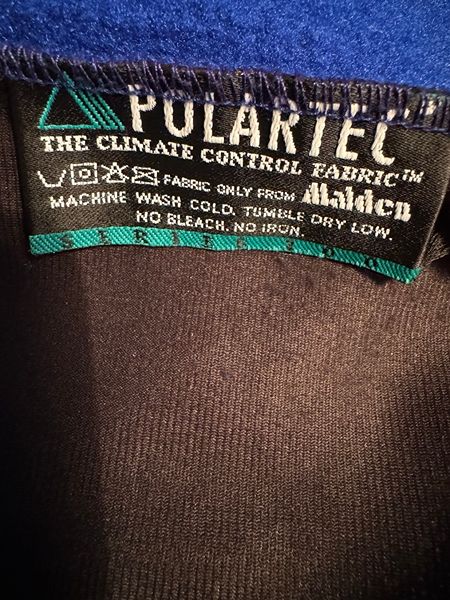 POLARTEC
THE CLIMATE CONTROL FABRIC™
FABRIC ONLY FROM Malden
MACHINE WASH COLD. TUMBLE DRY LOW.
NO BLEACH. NO IRON.
SERIES